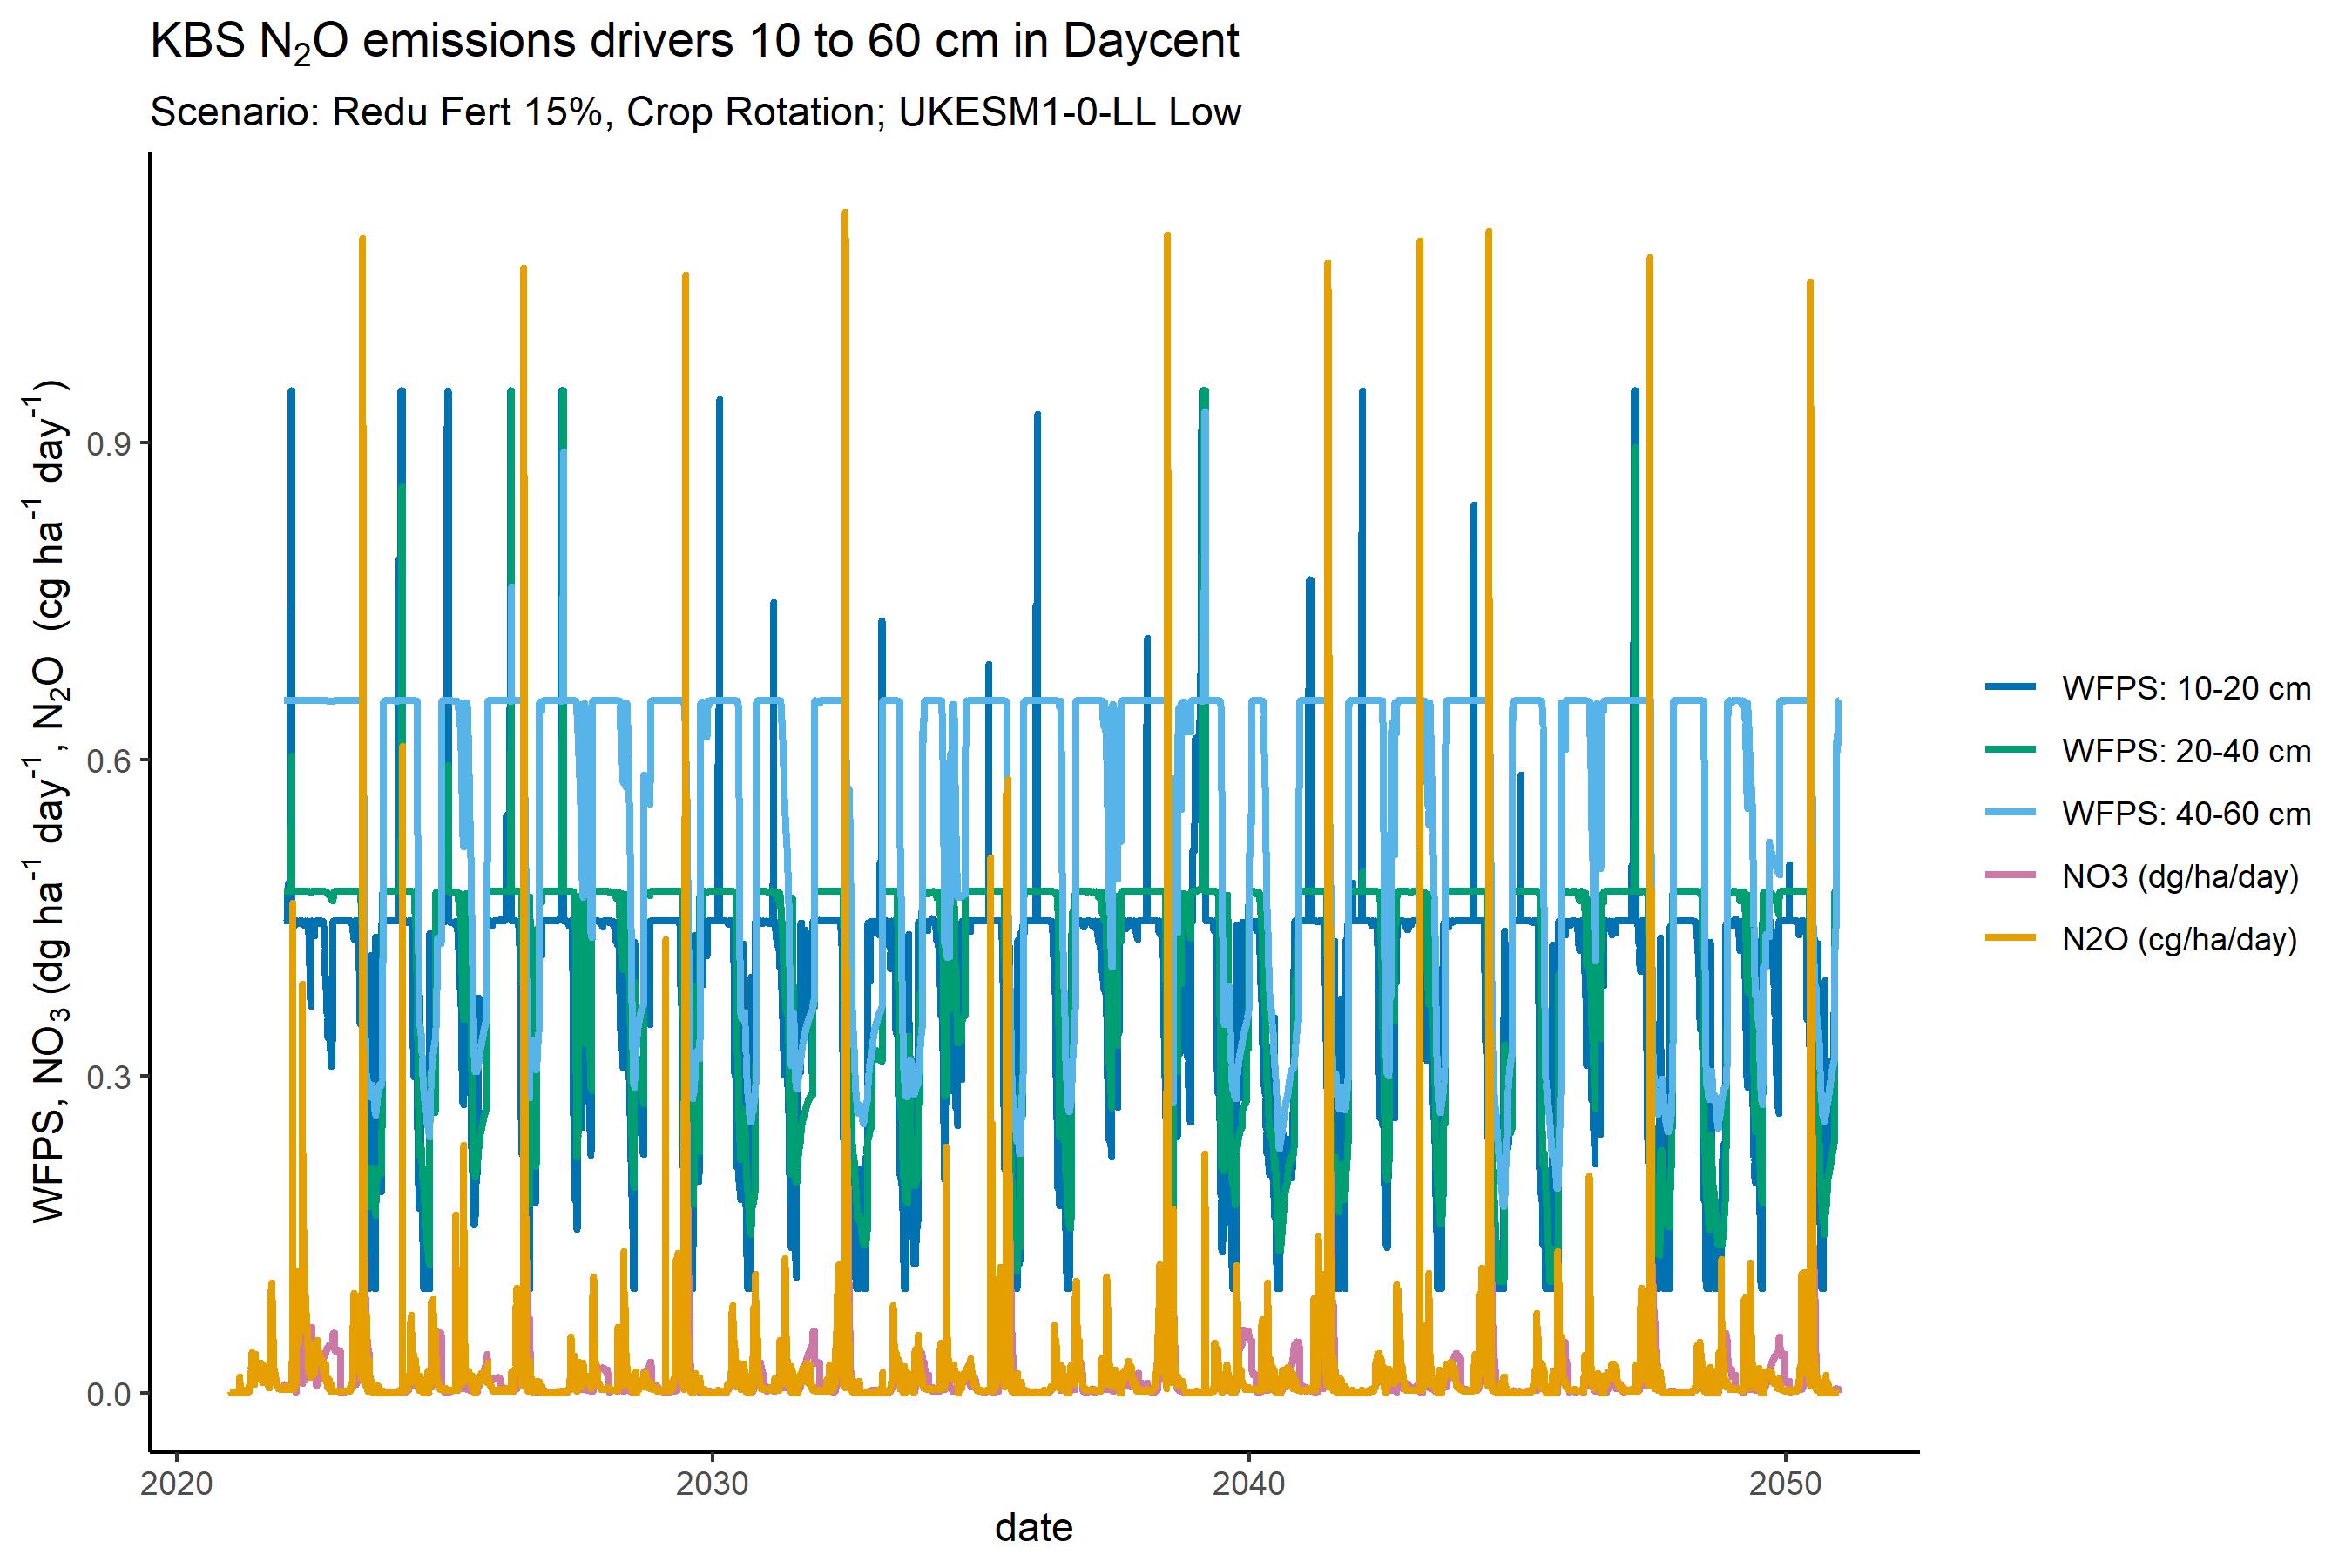 KBS N₂O emissions drivers 10 to 60 cm in Daycent
Scenario: Redu Fert 15%, Crop Rotation; UKESM1-0-LL Low
WFPS, NO₃ (dg ha⁻¹ day⁻¹, N₂O (cg ha⁻¹ day⁻¹)
0.9
0.6
0.3
0.0
2020
2030
2040
2050
date
WFPS: 10-20 cm
WFPS: 20-40 cm
WFPS: 40-60 cm
NO3 (dg/ha/day)
N2O (cg/ha/day)